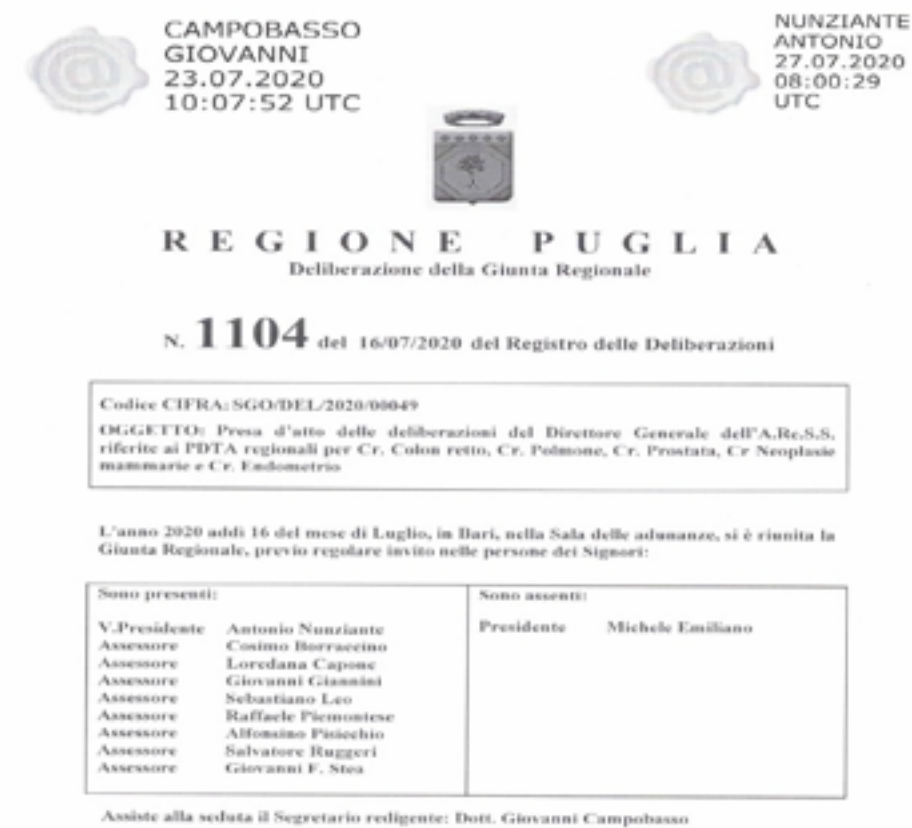 CAMPOBASSO
GIOVANNI
23.07.2020
10:07:52 UTC
NUNZIANTE
ANTONIO
27.07.2020
08:00:29
UTC
REGIONE PUGLIA
Deliberazione della Giunta Regionale
N. 1104 del 16/07/2020 del Registro delle Deliberazioni
Codice CIFRA: SGO/DEL/2020/00049
OGGETTO: Presa d'atto delle deliberazioni del Direttore Generale dell'A.Re.S.S.
riferite ai PDTA regionali per Cr. Colon retto, Cr. Polmone, Cr. Prostata, Cr Neoplasie
mammarie e Cr. Endometrio
L'anno 2020 addì 16 del mese di Luglio, in Bari, nella Sala delle adunanze, si è riunita la
Giunta Regionale, previo regolare invito nelle persone dei Signori:
Sono presenti:
V.Presidente Antonio Nunziante
Assessore Cosimo Borraccino
Assessore Loredana Capone
Assessore Giovanni Giannini
Assessore Sebastiano Leo
Assessore Raffaele Piemontese
Assessore Alfonsino Pisicchio
Assessore Salvatore Ruggeri
Assessore Giovanni F. Stea
Sono assenti:
Presidente Michele Emiliano
Assiste alla seduta il Segretario redigente: Dott. Giovanni Campobasso